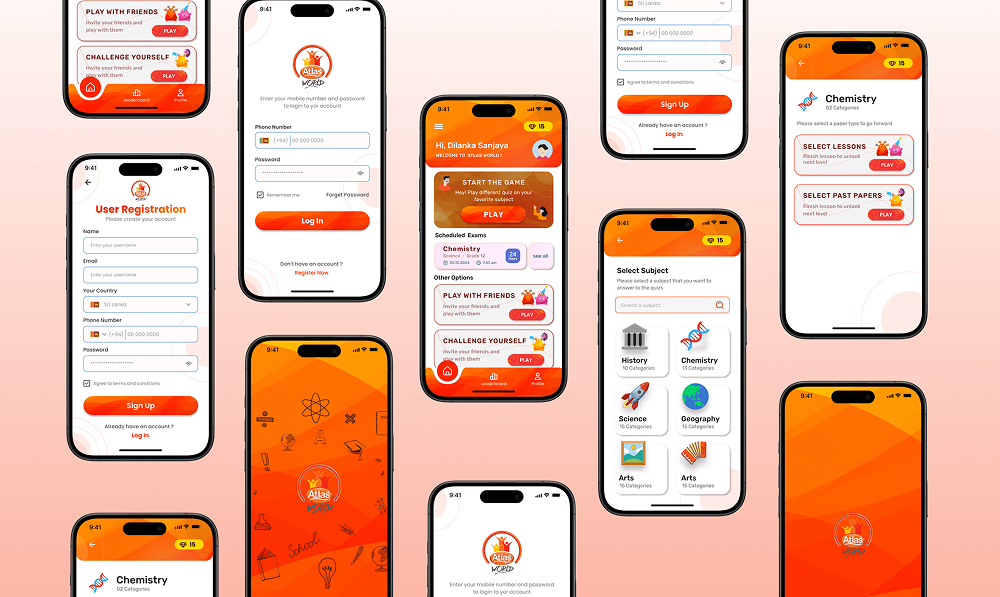 PLAY WITH FRIENDS
Invite your friends and
play with them
PLAY
CHALLENGE YOURSELF
Invite your friends and
play with them
PLAY
Leaderboard
Profile
9:41
Atlas
WORLD
Enter your mobile number and password
to login to yor account
Phone Number
(+94) 00 000 0000
Password
Remember me
Forget Password
Log In
Don't have an account ?
Register Now
Sri Lanka
Phone Number
(+94) 00 000 0000
Password
Agree to terms and conditions
Sign Up
Already have an account ?
Log In
9:41
15
Chemistry
02 Categories
Please select a paper type to go forward.
SELECT LESSONS
Finish lesson to unlock
next level
PLAY
SELECT PAST PAPERS
Finish lesson to unlock
next level
PLAY
9:41
15
Hi, Dilanka Sanjaya
WELCOME TO ATLAS WORLD !
START THE GAME
Hey! Play different quiz on your
favorite subject
PLAY
Scheduled Exams
Chemistry
Science • Grade 12
05.10.2024
7.40 am
24
see all
Other Options
PLAY WITH FRIENDS
Invite your friends and
play with them
PLAY
CHALLENGE YOURSELF
Invite your friends and
play with them
PLAY
Leaderboard
Profile
9:41
Atlas
WORLD
User Registration
Please create your account
Name
Enter your username
Email
Enter your username
Your Country
Sri Lanka
Phone Number
(+94) 00 000 0000
Password
Agree to terms and conditions
Sign Up
Already have an account ?
Log In
9:41
15
Select Subject
Please select a subject that you want to
answer to the quizs
Search a subject
History
10 Categories
Chemistry
13 Categories
Science
15 Categories
Geography
15 Categories
Arts
15 Categories
Arts
15 Categories
9:41
A
Atlas
WORLD
School
9:41
Atlas
WORLD
9:41
Atlas
WORLD
Enter your mobile number and password
to login to yor account
9:41
15
Chemistry
02 Categories